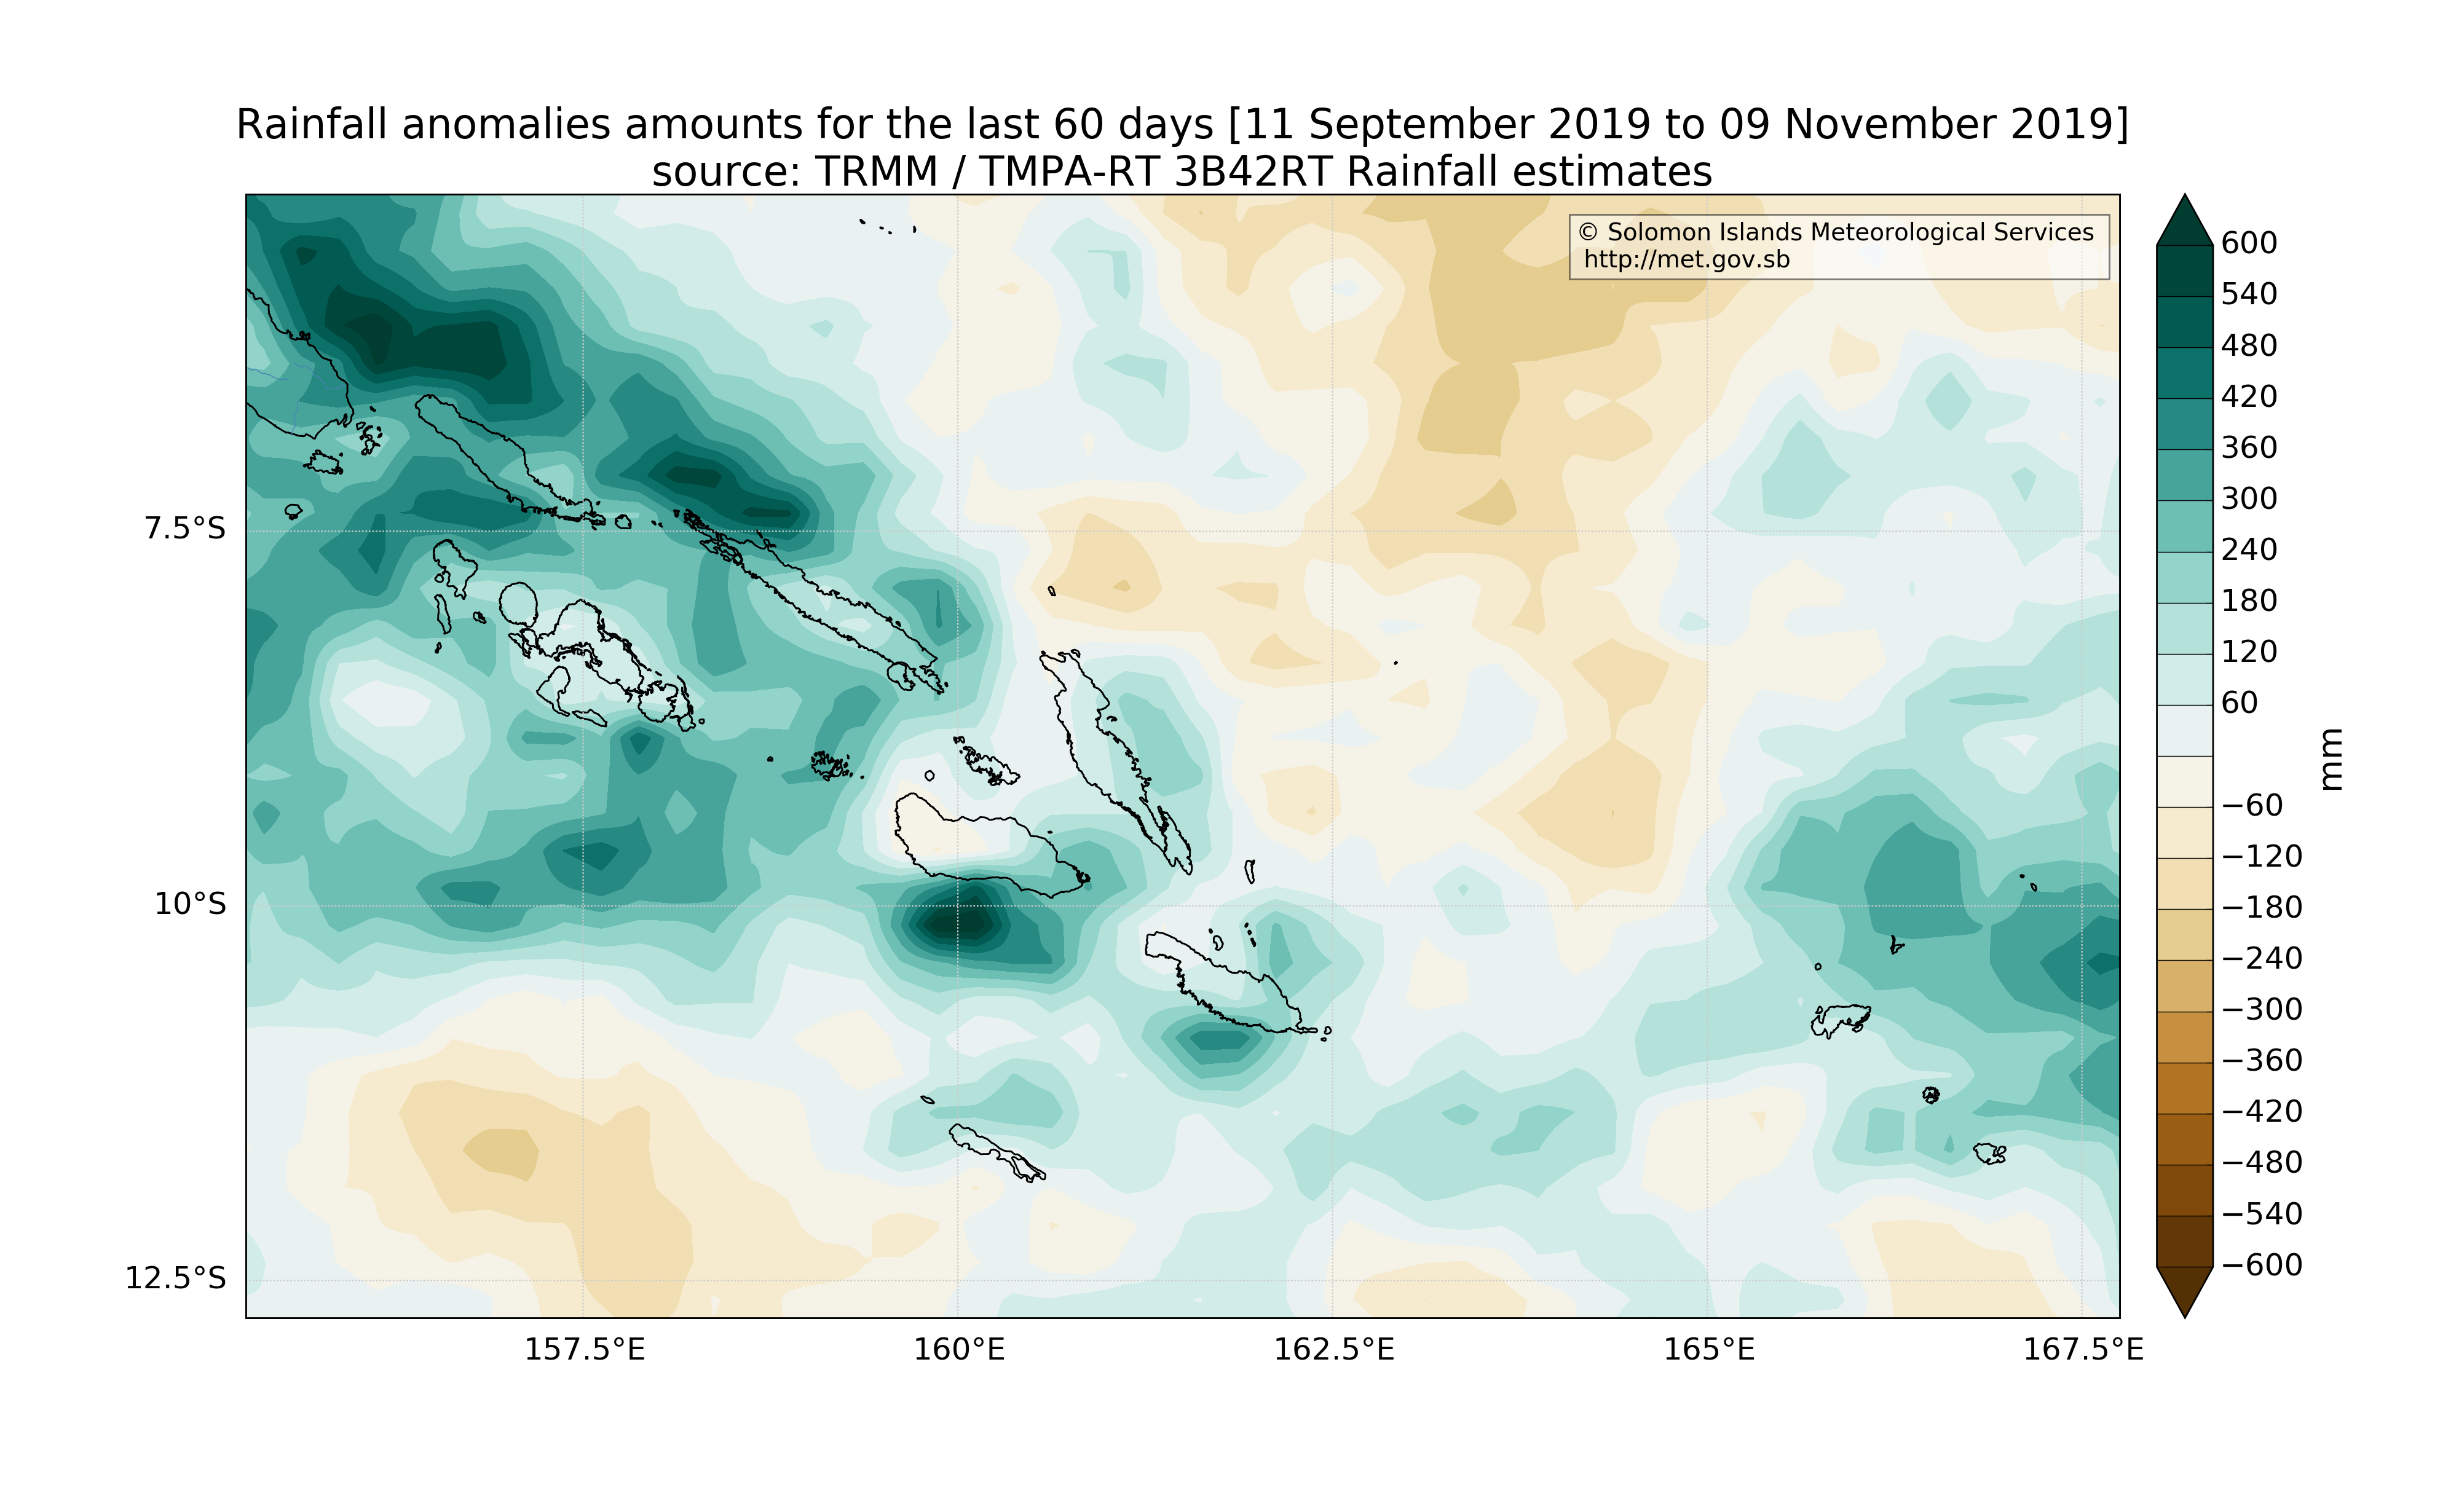 Rainfall anomalies amounts for the last 60 days [11 September 2019 to 09 November 2019]
source: TRMM / TMPA-RT 3B42RT Rainfall estimates
© Solomon Islands Meteorological Services
http://met.gov.sb
7.5°S
10°S
12.5°S
157.5°E
160°E
162.5°E
165°E
167.5°E
600
540
480
420
360
300
240
180
120
60
−60
−120
−180
−240
−300
−360
−420
−480
−540
−600
mm